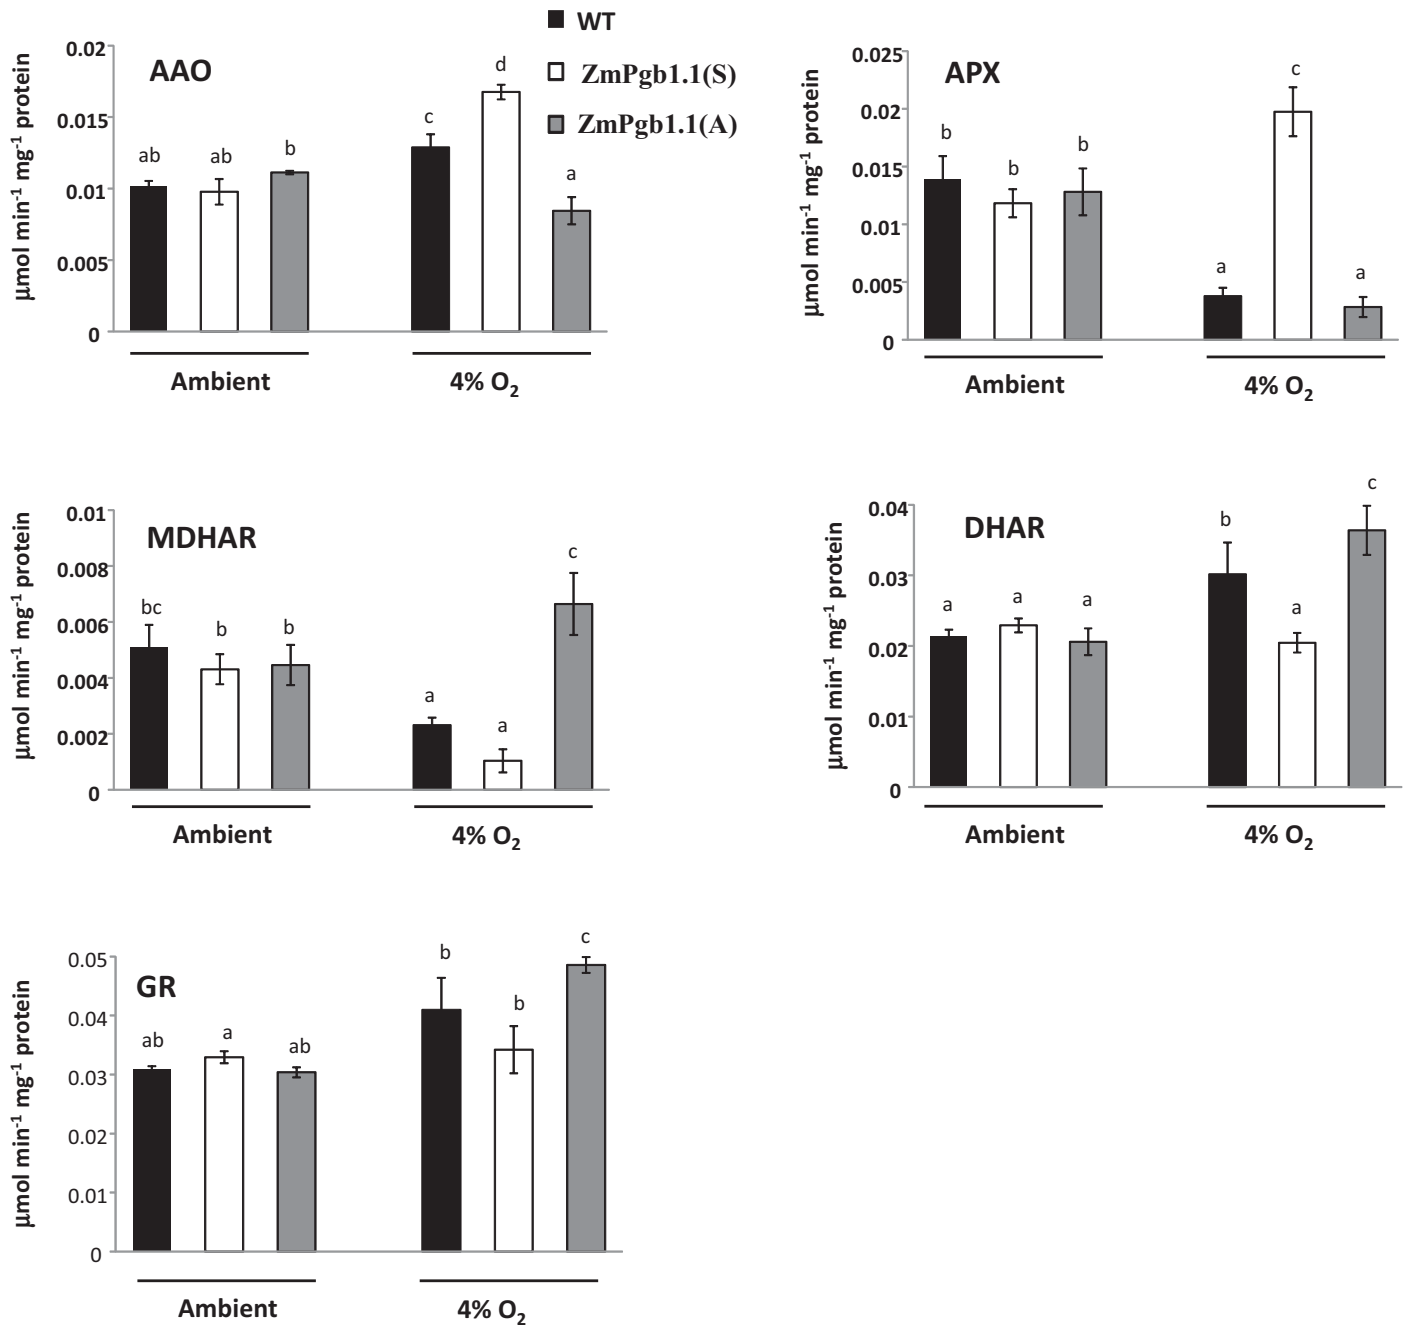 WT
ZmPgb1.1(S)
ZmPgb1.1(A)
AAO
µmol min⁻¹ mg⁻¹ protein
0.02
0.015
0.01
0.005
0
ab
ab
b
c
d
a
Ambient
4% O₂
APX
µmol min⁻¹ mg⁻¹ protein
0.025
0.02
0.015
0.01
0.005
0
b
b
b
a
c
a
Ambient
4% O₂
MDHAR
µmol min⁻¹ mg⁻¹ protein
0.01
0.008
0.006
0.004
0.002
0
bc
b
b
a
a
c
Ambient
4% O₂
DHAR
µmol min⁻¹ mg⁻¹ protein
0.04
0.03
0.02
0.01
0
a
a
a
b
a
c
Ambient
4% O₂
GR
µmol min⁻¹ mg⁻¹ protein
0.05
0.04
0.03
0.02
0.01
0
ab
a
ab
b
b
c
Ambient
4% O₂